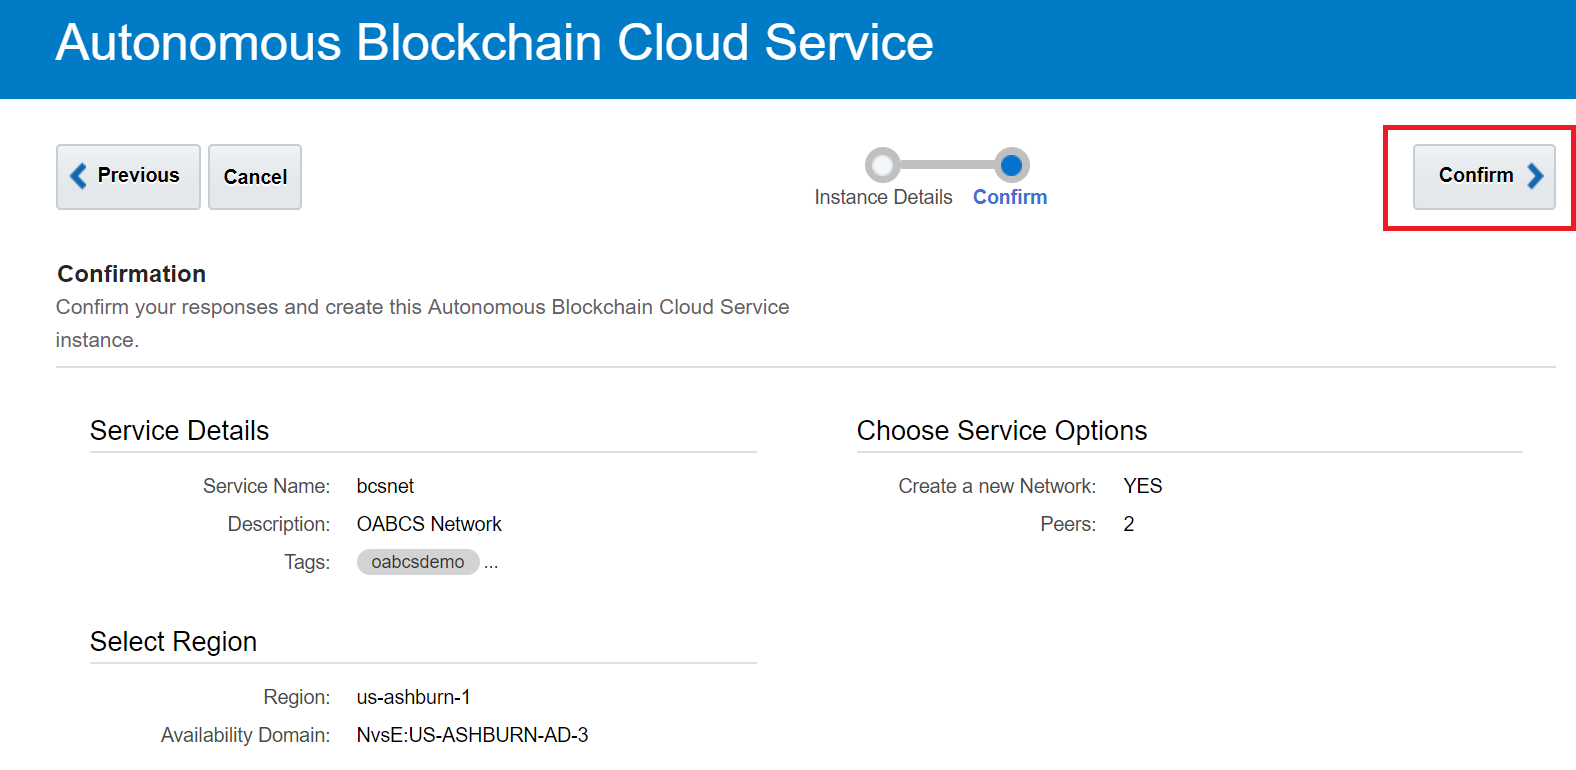 Autonomous Blockchain Cloud Service
Previous
Cancel
Instance Details
Confirm
Confirm
Confirmation
Confirm your responses and create this Autonomous Blockchain Cloud Service
instance.
Service Details
Service Name: bcsnet
Description: OABCS Network
Tags: oabcsdemo ...
Choose Service Options
Create a new Network: YES
Peers: 2
Select Region
Region: us-ashburn-1
Availability Domain: NvsE:US-ASHBURN-AD-3